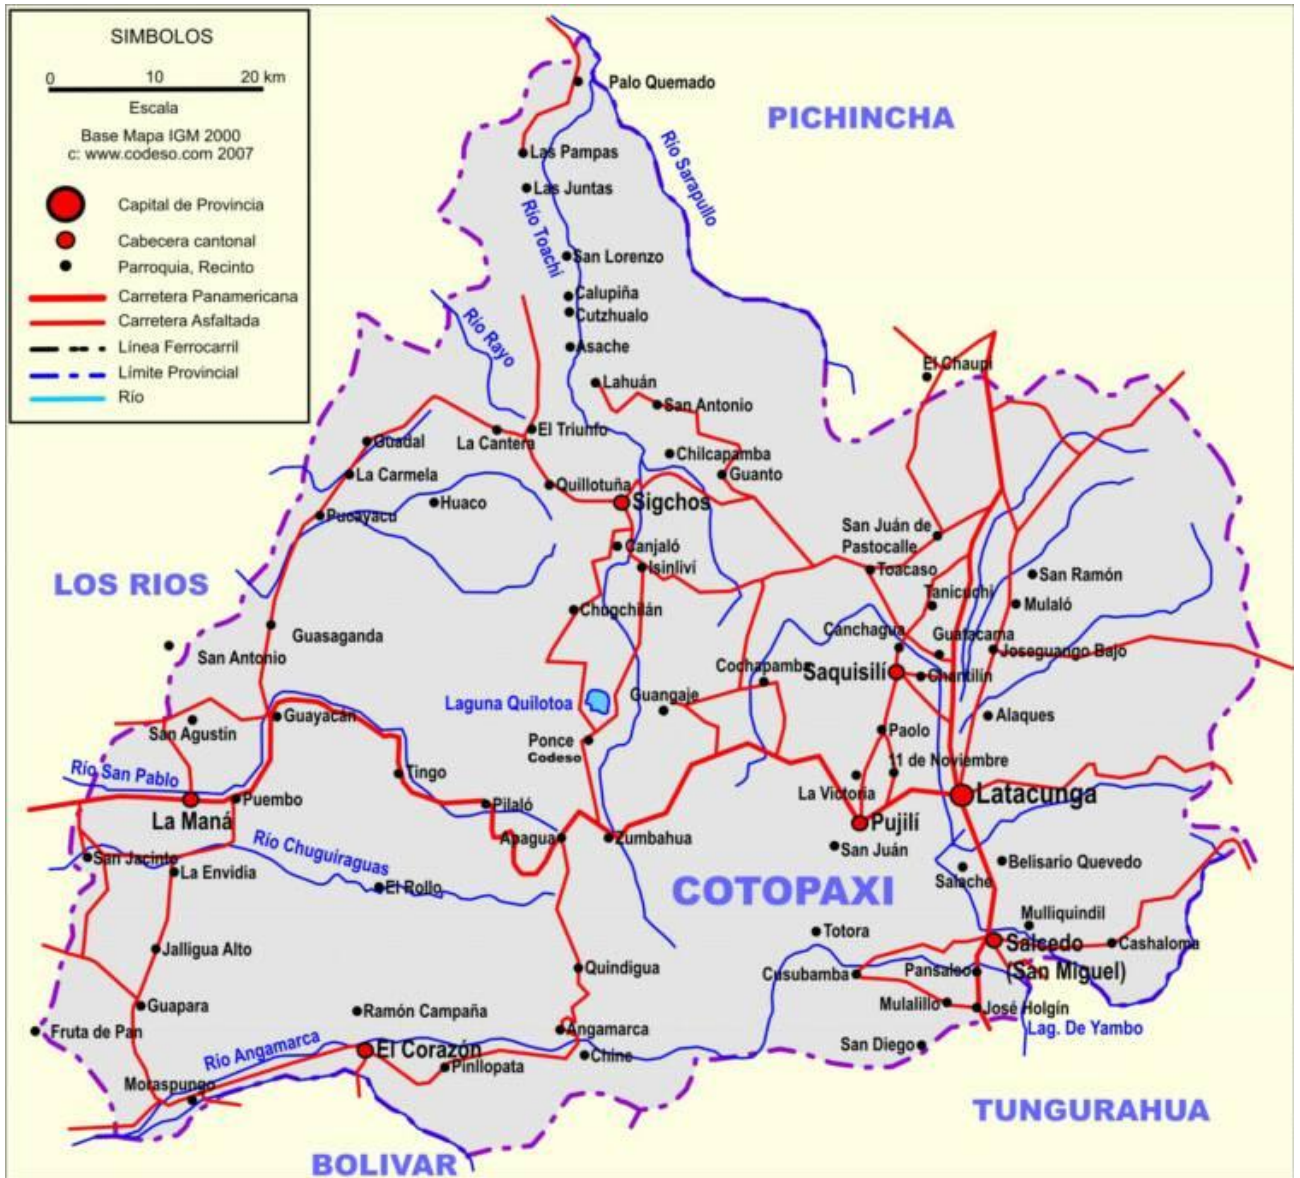 SIMBOLOS
0 10 20 km
Escala
Base Mapa IGM 2000
c: www.codeso.com 2007
Capital de Provincia
Cabecera cantonal
Parroquia, Recinto
Carretera Panamericana
Carretera Asfaltada
Línea Ferrocarril
Límite Provincial
Río
Palo Quemado
PICHINCHA
Las Pampas
Río Sarapullo
Las Juntas
Río Toachi
San Lorenzo
Calupiña
Cutzhualo
Río Rayo
Asache
El Chaupi
Lahuán
San Antonio
Guadal
La Cantera
El Triunfo
Chilcapamba
La Carmela
Guanto
Quillotuña
Huaco
Sigchos
Pucayacu
San Juán de
Pastocalle
Canjaló
Isinliví
Toacaso
San Ramón
LOS RIOS
Tanicuchi
Mulaló
Chugchilán
Guasaganda
Canchagua
Guatacama
Joseguango Bajo
San Antonio
Cochapamba
Saquisilí
Chantilín
Laguna Quilotoa
Guangaje
Guayacán
Alaques
San Agustín
Paolo
Ponce
Codeso
11 de Noviembre
Río San Pablo
Tingo
La Victoria
Latacunga
Puembo
Pilaló
La Maná
Pujilí
Apagua
Zumbahua
Río Chuguiraguas
San Juán
San Jacinto
Belisario Quevedo
La Envidia
Salache
El Rollo
COTOPAXI
Mulliquindil
Totora
Salcedo
(San Miguel)
Cashaloma
Jalligua Alto
Quindigua
Cusubamba
Pansaleo
Guapara
Ramón Campaña
Mulalillo
José Holgín
Fruta de Pan
Angamarca
Lag. De Yambo
Río Angamarca
El Corazón
Chine
San Diego
Pinllopata
Moraspungo
TUNGURAHUA
BOLIVAR